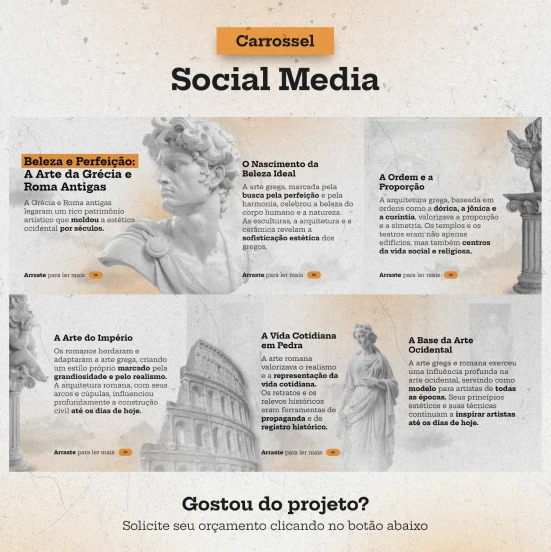 Carrossel
Social Media
Beleza e Perfeição:
A Arte da Grécia e
Roma Antigas
A Grécia e Roma antigas
legaram um rico patrimônio
artístico que moldou a estética
ocidental por séculos.
Arraste para ler mais
O Nascimento da
Beleza Ideal
A arte grega, marcada pela
busca pela perfeição e pela
harmonia, celebrou a beleza do
corpo humano e a natureza.
As esculturas, a arquitetura e a
cerâmica revelam a
sofisticação estética dos
gregos.
Arraste para ler mais
A Ordem e a
Proporção
A arquitetura grega, baseada em
ordens como a dórica, a jônica e
a coríntia, valorizava a proporção
e a simetria. Os templos e os
teatros eram não apenas
edifícios, mas também centros
da vida social e religiosa.
Arraste para ler mais
A Arte do Império
Os romanos herdaram e
adaptaram a arte grega, criando
um estilo próprio marcado pela
grandiosidade e pelo realismo.
A arquitetura romana, com seus
arcos e cúpulas, influenciou
profundamente a construção
civil até os dias de hoje.
Arraste para ler mais
A Vida Cotidiana
em Pedra
A arte romana
valorizava o realismo
e a representação da
vida cotidiana.
Os retratos e os
relevos históricos
eram ferramentas de
propaganda e de
registro histórico.
Arraste para ler mais
A Base da Arte
Ocidental
A arte grega e romana exerceu
uma influência profunda na
arte ocidental, servindo como
modelo para artistas de todas
as épocas. Seus princípios
estéticos e suas técnicas
continuam a inspirar artistas
até os dias de hoje.
Gostou do projeto?
Solicite seu orçamento clicando no botão abaixo